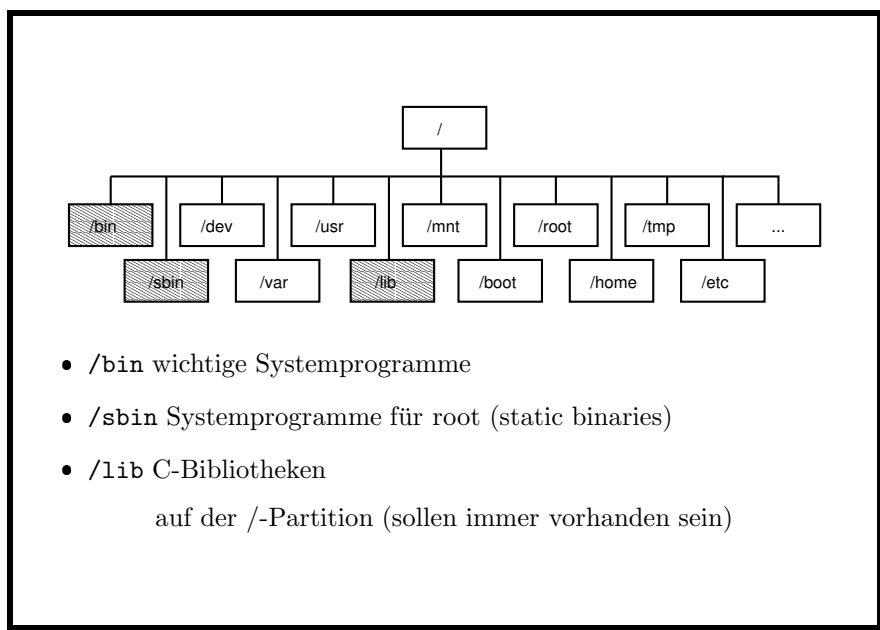 /
/bin /dev /usr /mnt /root /tmp ...
/sbin /var /lib /boot /home /etc
• /bin wichtige Systemprogramme
• /sbin Systemprogramme für root (static binaries)
• /lib C-Bibliotheken
auf der /-Partition (sollen immer vorhanden sein)